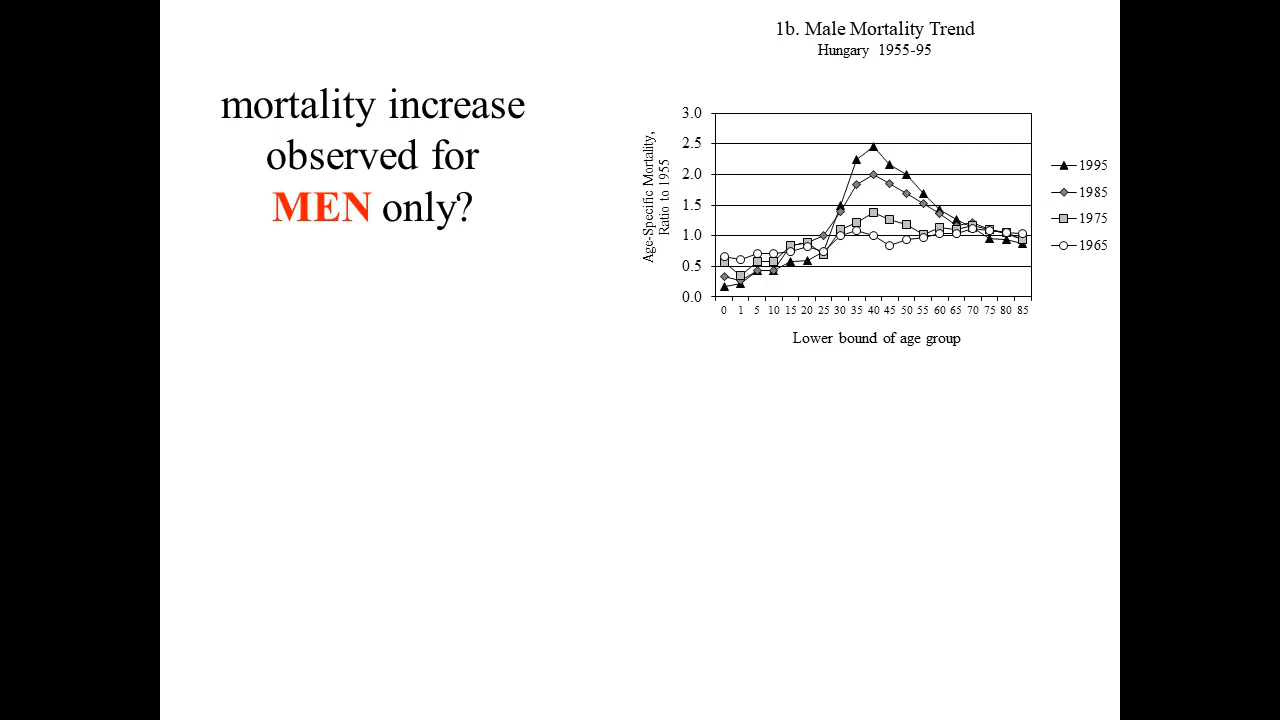 mortality increase
observed for
MEN only?
1b. Male Mortality Trend
Hungary 1955-95
Age-Specific Mortality,
Ratio to 1955
3.0
2.5
2.0
1.5
1.0
0.5
0.0
0 1 5 10 15 20 25 30 35 40 45 50 55 60 65 70 75 80 85
Lower bound of age group
1995
1985
1975
1965